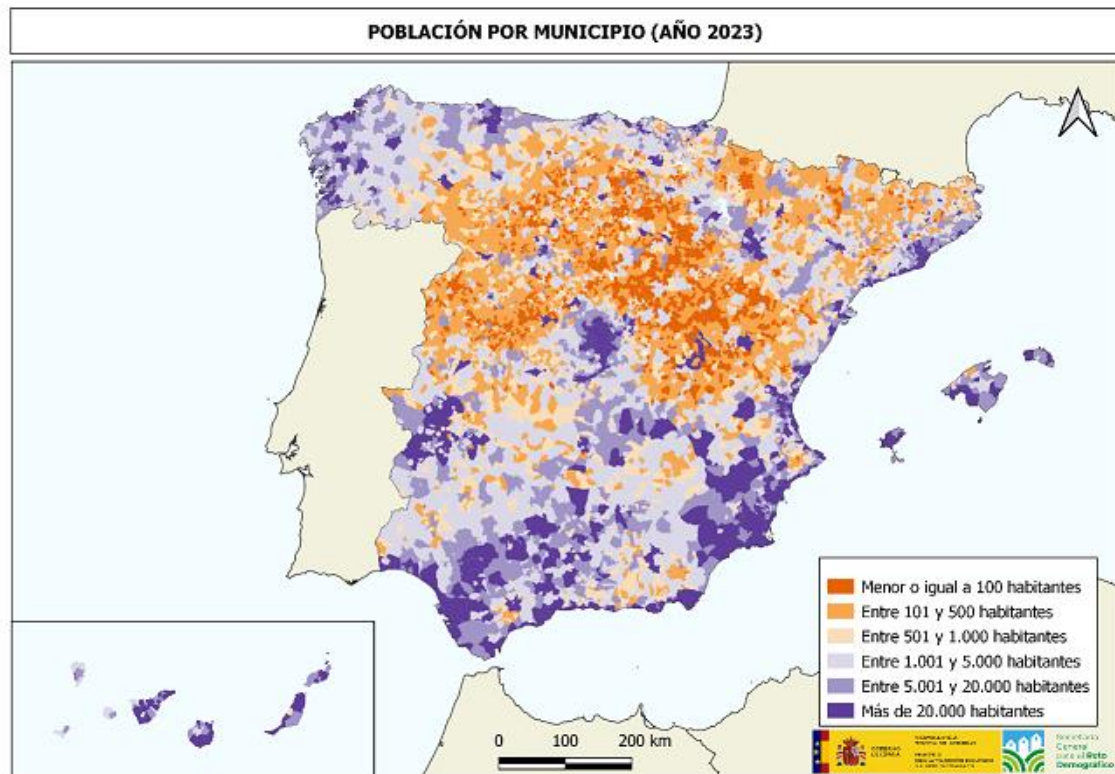 POBLACIÓN POR MUNICIPIO (AÑO 2023)
Menor o igual a 100 habitantes
Entre 101 y 500 habitantes
Entre 501 y 1.000 habitantes
Entre 1.001 y 5.000 habitantes
Entre 5.001 y 20.000 habitantes
Más de 20.000 habitantes
0 100 200 km
GOBIERNO
DE ESPAÑA
Secretaría
General
para el Reto
Demográfico